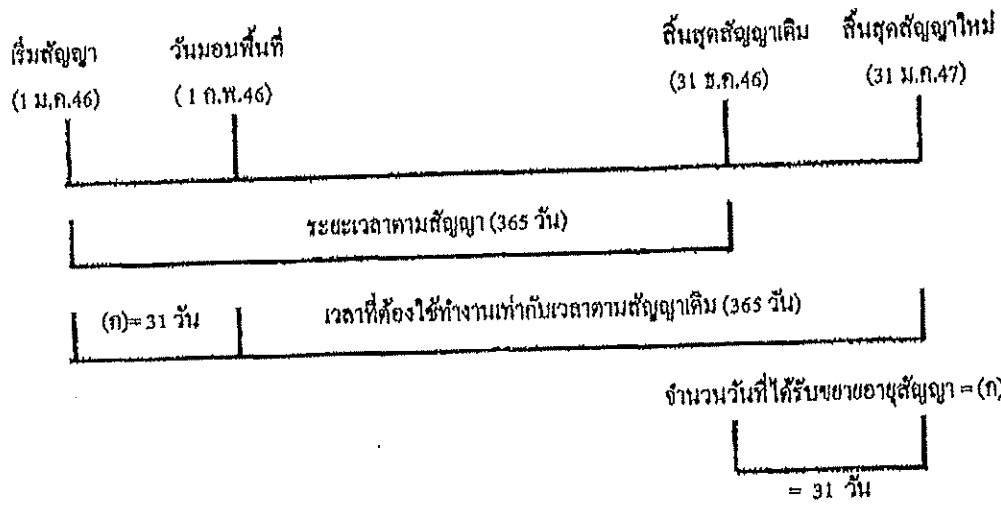 เริ่มสัญญา วันมอบพื้นที่ สิ้นสุดสัญญาเดิม สิ้นสุดสัญญาใหม่
(1 ม.ค.46) (1 ก.พ.46) (31 ธ.ค.46) (31 ม.ค.47)
ระยะเวลาตามสัญญา (365 วัน)
(ก)= 31 วัน เวลาที่ต้องใช้ทำงานเท่ากับเวลาตามสัญญาเดิม (365 วัน)
จำนวนวันที่ได้รับขยายอายุสัญญา = (ก)
= 31 วัน